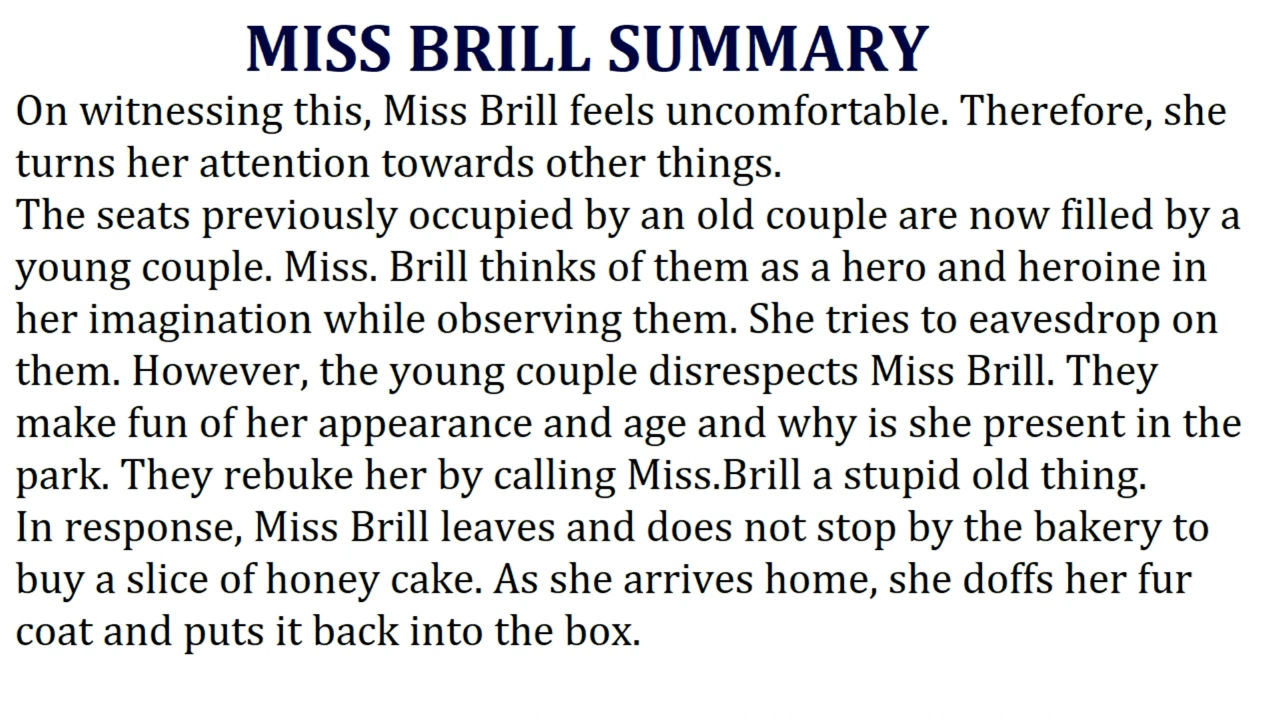 MISS BRILL SUMMARY
On witnessing this, Miss Brill feels uncomfortable. Therefore, she
turns her attention towards other things.
The seats previously occupied by an old couple are now filled by a
young couple. Miss. Brill thinks of them as a hero and heroine in
her imagination while observing them. She tries to eavesdrop on
them. However, the young couple disrespects Miss Brill. They
make fun of her appearance and age and why is she present in the
park. They rebuke her by calling Miss.Brill a stupid old thing.
In response, Miss Brill leaves and does not stop by the bakery to
buy a slice of honey cake. As she arrives home, she doffs her fur
coat and puts it back into the box.